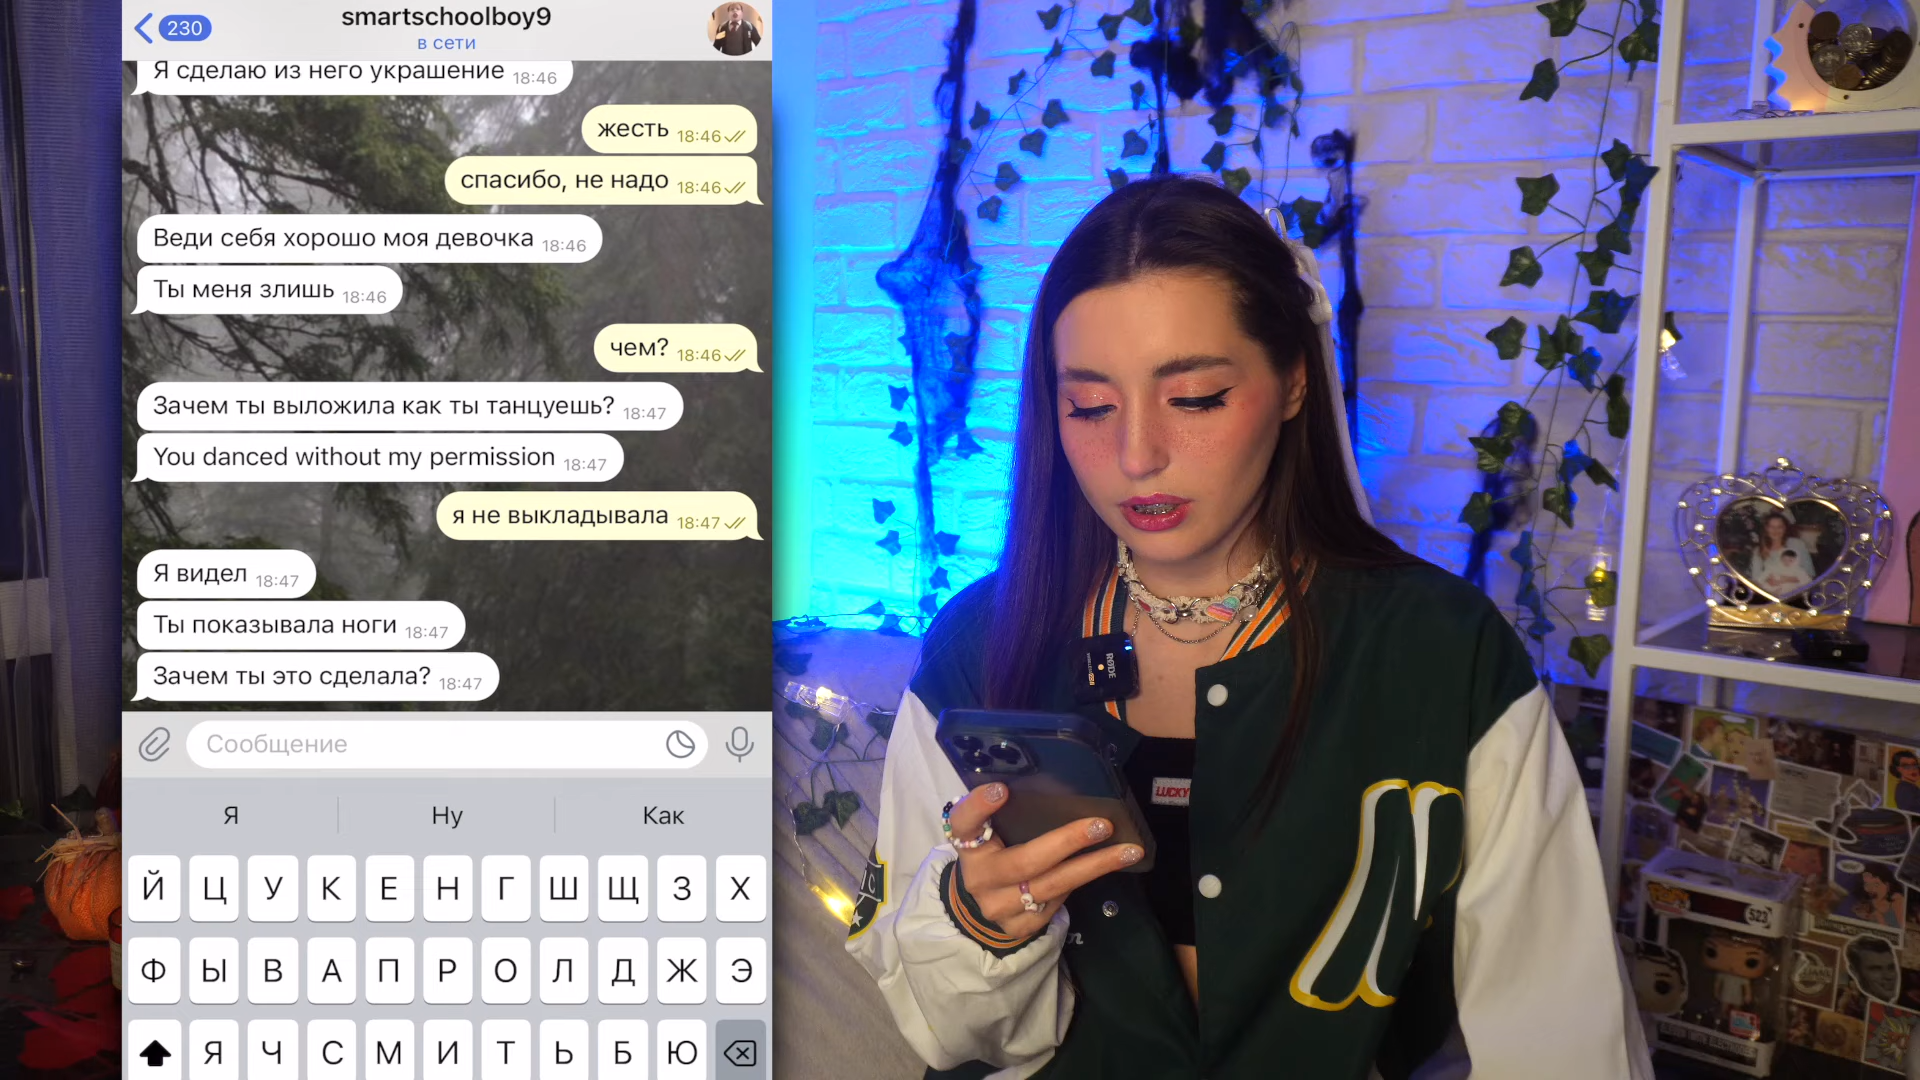 230
smartschoolboy9
в сети
Я сделаю из него украшение 18:46
жесть 18:46
спасибо, не надо 18:46
Веди себя хорошо моя девочка 18:46
Ты меня злишь 18:46
чем? 18:46
Зачем ты выложила как ты танцуешь? 18:47
You danced without my permission 18:47
я не выкладывала 18:47
Я видел 18:47
Ты показывала ноги 18:47
Зачем ты это сделала? 18:47
Сообщение
Я Ну Как
Й Ц У К Е Н Г Ш Щ З Х
Ф Ы В А П Р О Л Д Ж Э
Я Ч С М И Т Ь Б Ю
RØDE
LUCKY
523